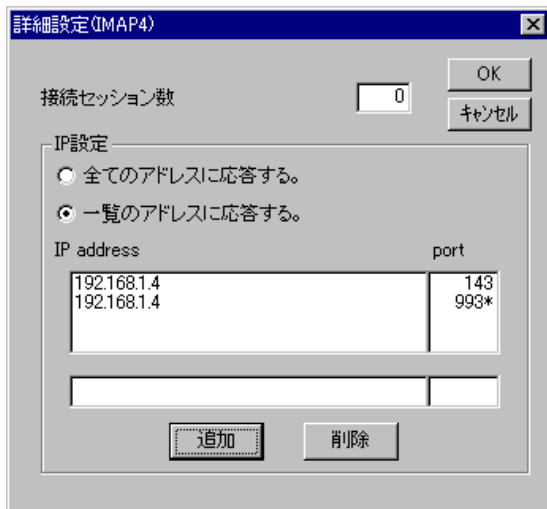 詳細設定(IMAP4)
OK
接続セッション数 0
キャンセル
IP設定
全てのアドレスに応答する。
一覧のアドレスに応答する。
IP address port
192.168.1.4 143
192.168.1.4 993*
追加 削除